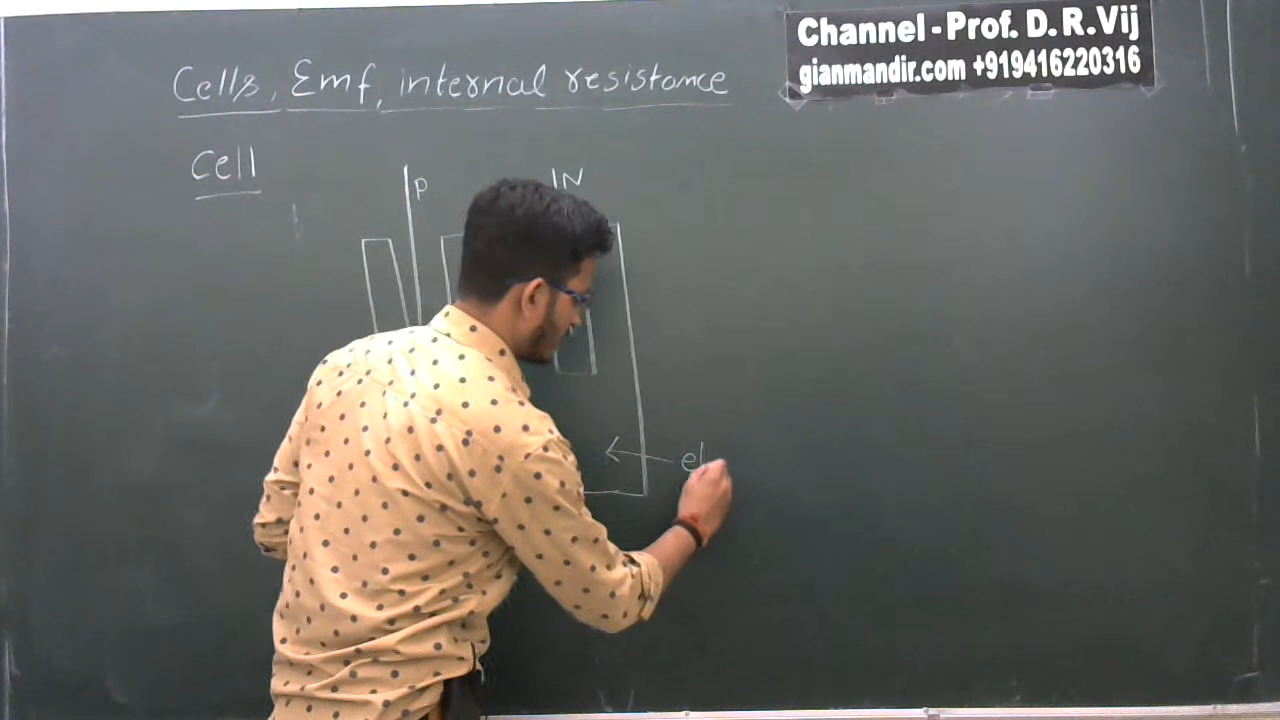 Channel - Prof. D. R. Vij
gianmandir.com +919416220316
Cells, Emf, internal resistance
Cell
P
N
el